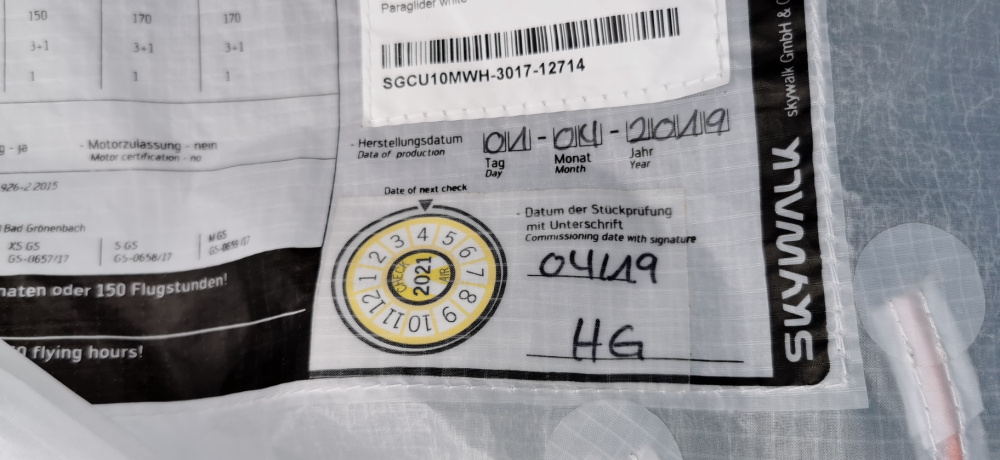 Paraglider white
150 170 170
3+1 3+1 3+1
1 1 1
SGCU10MWH-3017-12714
- ja - Motorzulassung - nein
Motor certification - no
926-2:2015
Bad Grönenbach
XS GS S GS M GS
GS-0657/17 GS-0658/17 GS-0659/17
oder 150 Flugstunden!
flying hours!
- Herstellungsdatum 01 - 04 - 2019
Date of production
Tag Monat Jahr
Day Month Year
Date of next check
1 2 3 4 5 6 7 8 9 10 11 12
CHECK 2021 AIR
- Datum der Stückprüfung
mit Unterschrift
Commissioning date with signature
04/19
HG
SKYWALK
skywalk GmbH &